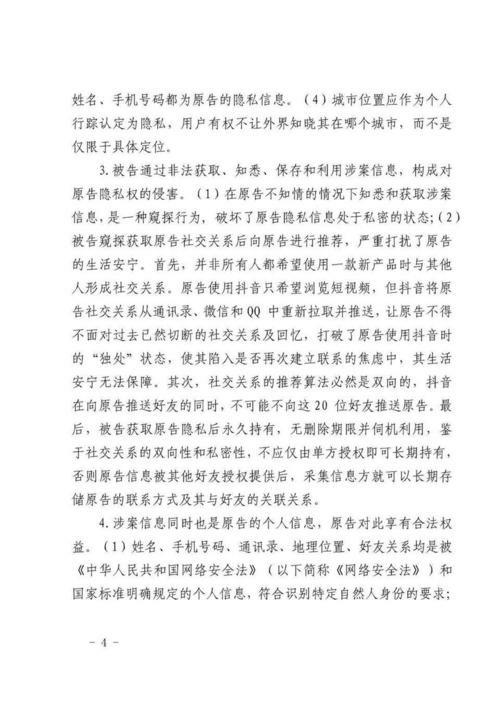 姓名、手机号码都为原告的隐私信息。（4）城市位置应作为个人
行踪认定为隐私，用户有权不让外界知晓其在哪个城市，而不是
仅限于具体定位。
3.被告通过非法获取、知悉、保存和利用涉案信息，构成对
原告隐私权的侵害。（1）在原告不知情的情况下知悉和获取涉案
信息，是一种窥探行为，破坏了原告隐私信息处于私密的状态；（2）
被告窥探获取原告社交关系后向原告进行推荐，严重打扰了原告
的生活安宁。首先，并非所有人都希望使用一款新产品时与其他
人形成社交关系。原告使用抖音只希望浏览短视频，但抖音将原
告社交关系从通讯录、微信和QQ中重新拉取并推送，让原告不得
不面对过去已然切断的社交关系及回忆，打破了原告使用抖音时
的“独处”状态，使其陷入是否再次建立联系的焦虑中，其生活
安宁无法保障。其次，社交关系的推荐算法必然是双向的，抖音
在向原告推送好友的同时，不可能不向这20位好友推送原告。最
后，被告获取原告隐私后永久持有，无删除期限并伺机利用，鉴
于社交关系的双向性和私密性，不应仅由单方授权即可长期持有，
否则原告信息被其他好友授权提供后，采集信息方就可以长期存
储原告的联系方式及其与好友的关联关系。
4.涉案信息同时也是原告的个人信息，原告对此享有合法权
益。（1）姓名、手机号码、通讯录、地理位置、好友关系均是被
《中华人民共和国网络安全法》（以下简称《网络安全法》）和
国家标准明确规定的个人信息，符合识别特定自然人身份的要求；
- 4 -